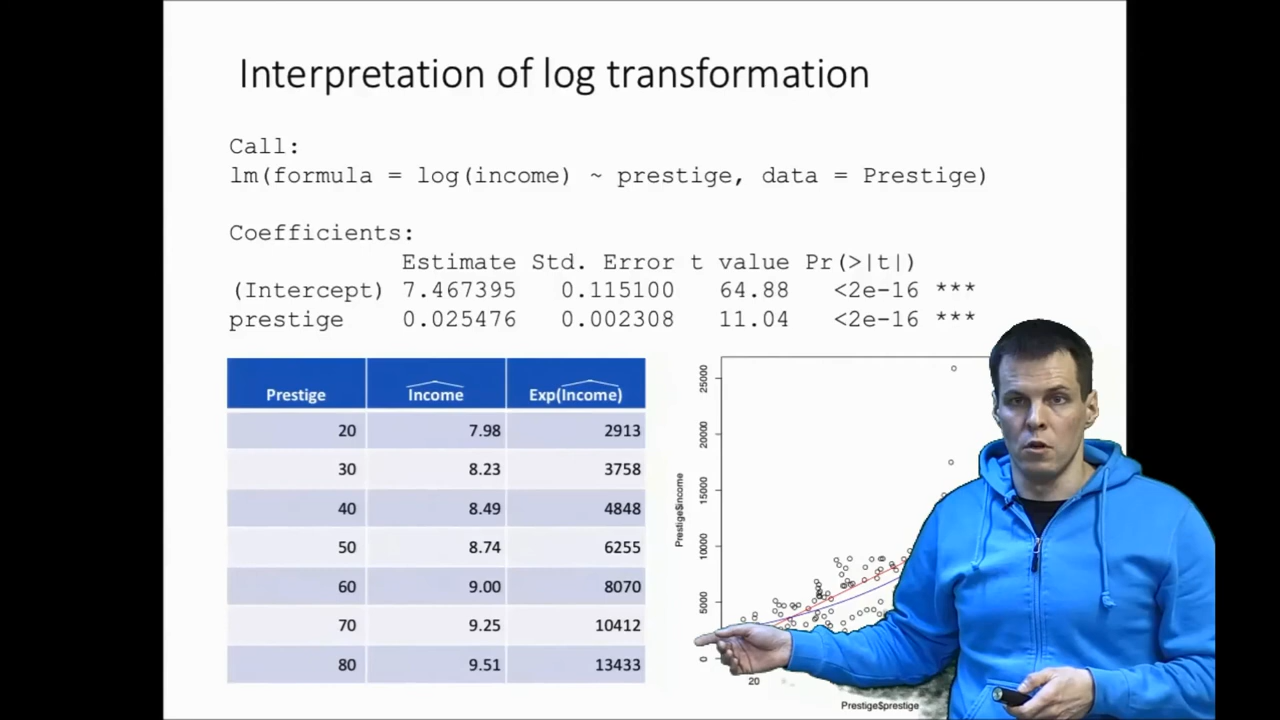 Interpretation of log transformation
Call:
lm(formula = log(income) ~ prestige, data = Prestige)
Coefficients:
Estimate Std. Error t value Pr(>|t|)
(Intercept) 7.467395 0.115100 64.88 <2e-16 ***
prestige 0.025476 0.002308 11.04 <2e-16 ***
Prestige Income Exp(Income)
20 7.98 2913
30 8.23 3758
40 8.49 4848
50 8.74 6255
60 9.00 8070
70 9.25 10412
80 9.51 13433
Prestige$income
25000
20000
15000
10000
5000
0
20
Prestige$prestige